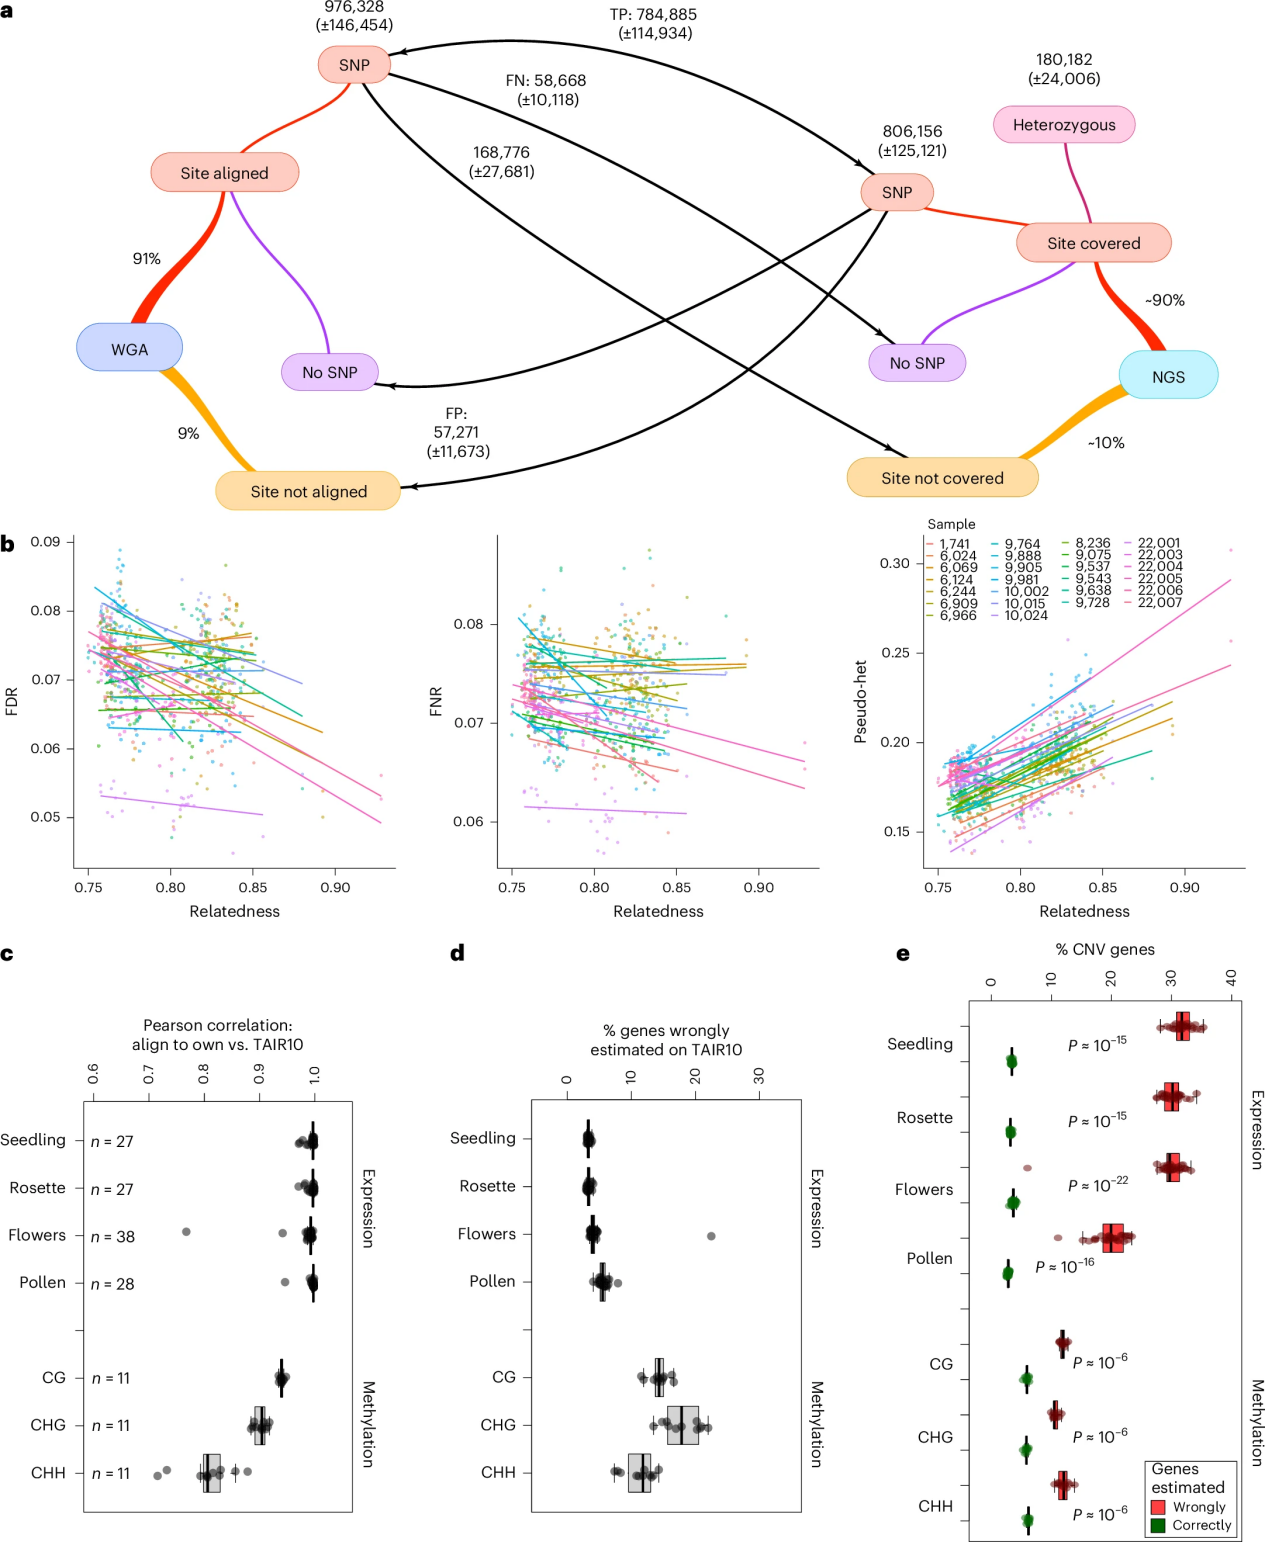 a
976,328
(±146,454)
TP: 784,885
(±114,934)
SNP
FN: 58,668
(±10,118)
180,182
(±24,006)
Heterozygous
168,776
(±27,681)
806,156
(±125,121)
Site aligned
SNP
Site covered
91%
~90%
WGA
No SNP
No SNP
NGS
9%
FP:
57,271
(±11,673)
~10%
Site not aligned
Site not covered
b
0.09
0.08
0.07
0.06
0.05
FDR
0.75 0.80 0.85 0.90
Relatedness
0.08
0.07
0.06
FNR
0.75 0.80 0.85 0.90
Relatedness
Sample
1,741 9,764 8,236 22,001
6,024 9,888 9,075 22,003
6,069 9,905 9,537 22,004
6,124 9,981 9,543 22,005
6,244 10,002 9,638 22,006
6,909 10,015 9,728 22,007
6,966 10,024
0.30
0.25
0.20
0.15
Pseudo-het
0.75 0.80 0.85 0.90
Relatedness
c
Pearson correlation:
align to own vs. TAIR10
0.6 0.7 0.8 0.9 1.0
Seedling n = 27
Rosette n = 27
Flowers n = 38
Pollen n = 28
CG n = 11
CHG n = 11
CHH n = 11
Expression
Methylation
d
% genes wrongly
estimated on TAIR10
0 10 20 30
Seedling
Rosette
Flowers
Pollen
CG
CHG
CHH
Expression
Methylation
e
% CNV genes
0 10 20 30 40
Seedling P ≈ 10⁻¹⁵
Rosette P ≈ 10⁻¹⁵
Flowers P ≈ 10⁻²²
Pollen P ≈ 10⁻¹⁶
CG P ≈ 10⁻⁶
CHG P ≈ 10⁻⁶
CHH P ≈ 10⁻⁶
Expression
Methylation
Genes
estimated
Wrongly
Correctly